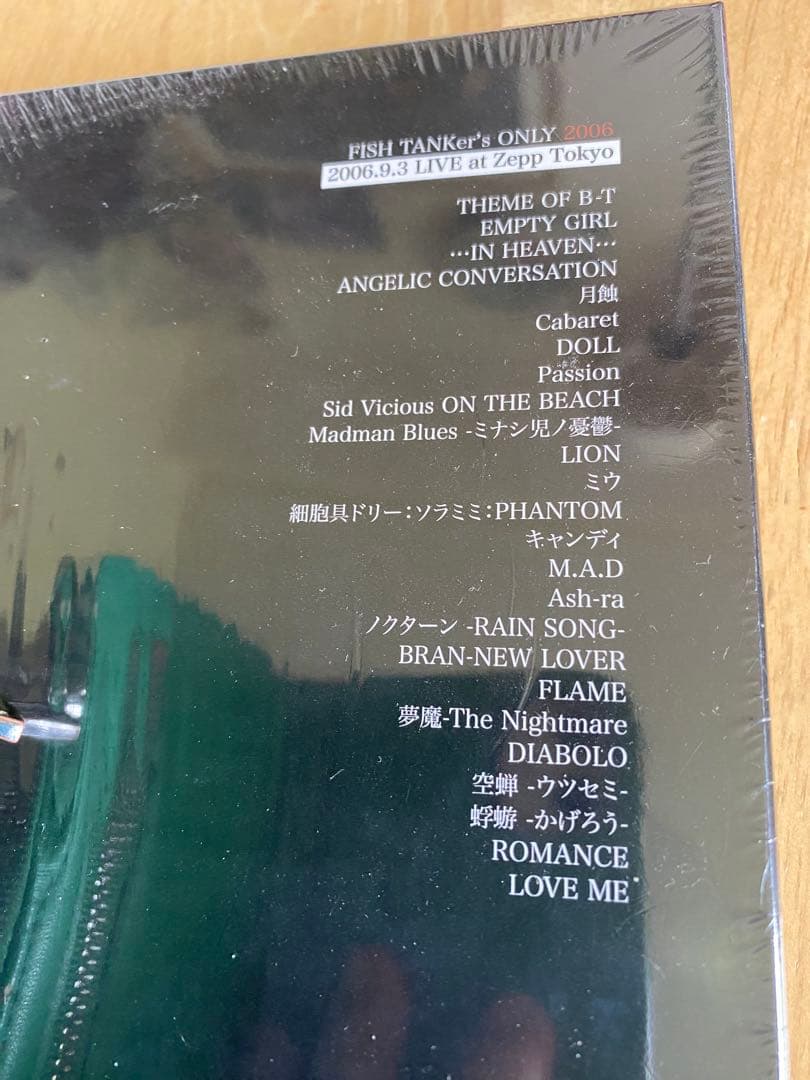 FISH TANKer's ONLY 2006
2006.9.3 LIVE at Zepp Tokyo
THEME OF B-T
EMPTY GIRL
…IN HEAVEN…
ANGELIC CONVERSATION
月蝕
Cabaret
DOLL
Passion
Sid Vicious ON THE BEACH
Madman Blues -ミナシ児ノ憂鬱-
LION
ミウ
細胞具ドリー:ソラミミ:PHANTOM
キャンディ
M.A.D
Ash-ra
ノクターン -RAIN SONG-
BRAN-NEW LOVER
FLAME
夢魔-The Nightmare
DIABOLO
空蝉 -ウツセミ-
蜉蝣 -かげろう-
ROMANCE
LOVE ME